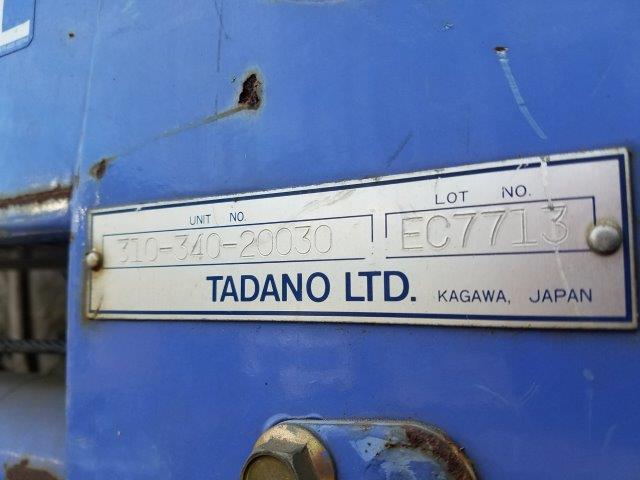 UNIT NO. LOT NO.
310-340-20030 EC7713
TADANO LTD. KAGAWA, JAPAN